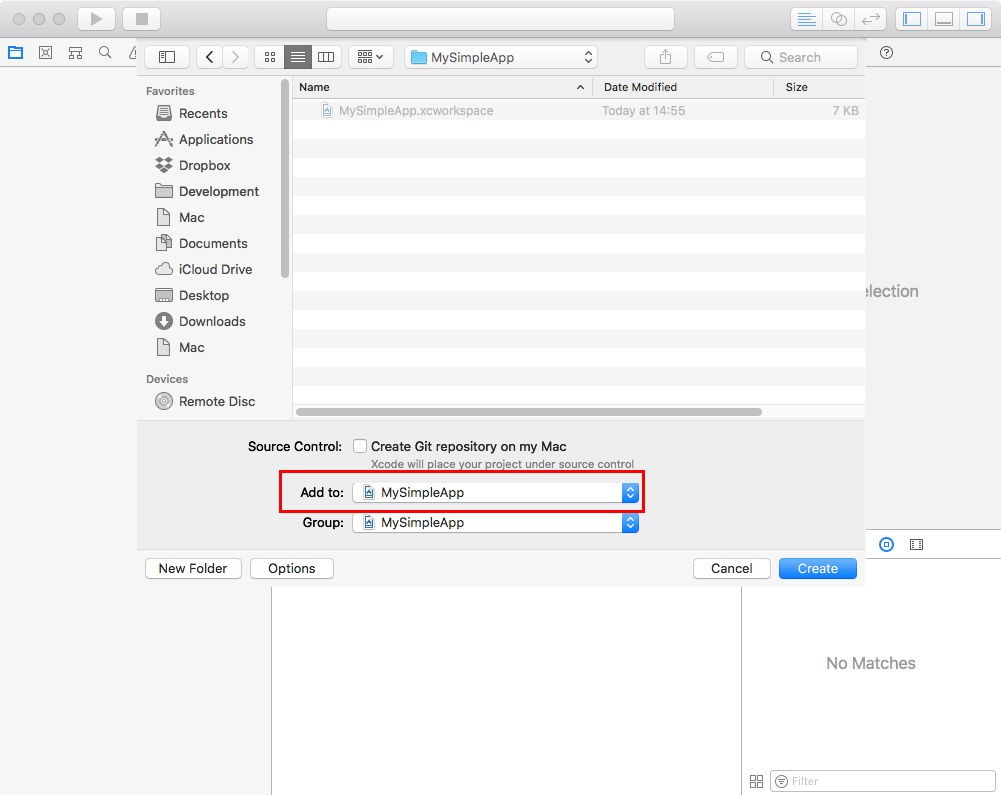 MySimpleApp
Search
Favorites
Recents
Applications
Dropbox
Development
Mac
Documents
iCloud Drive
Desktop
Downloads
Mac
Devices
Remote Disc
Name Date Modified Size
MySimpleApp.xcworkspace Today at 14:55 7 KB
election
Source Control: Create Git repository on my Mac
Xcode will place your project under source control
Add to: MySimpleApp
Group: MySimpleApp
New Folder Options Cancel Create
No Matches
Filter